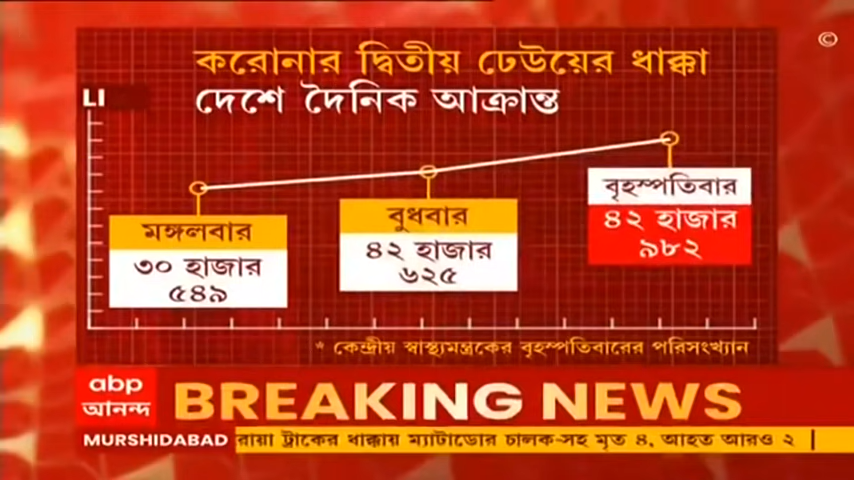 করোনার দ্বিতীয় ঢেউয়ের ধাক্কা
©
LI
দেশে দৈনিক আক্রান্ত
মঙ্গলবার
৩০ হাজার
৫৪৯
বুধবার
৪২ হাজার
৬২৫
বৃহস্পতিবার
৪২ হাজার
৯৮২
* কেন্দ্রীয় স্বাস্থ্যমন্ত্রকের বৃহস্পতিবারের পরিসংখ্যান
abp
আনন্দ
BREAKING NEWS
MURSHIDABAD
রায়া ট্রাকের ধাক্কায় ম্যাটাডোর চালক-সহ মৃত ৪, আহত আরও ২